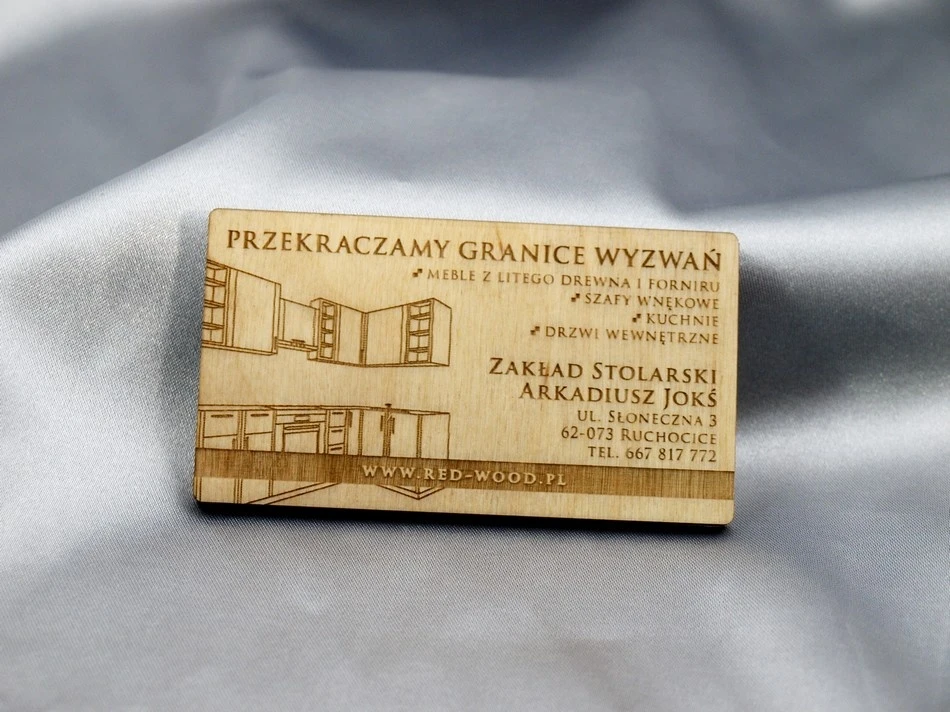 PRZEKRACZAMY GRANICE WYZWAŃ
MEBLE Z LITEGO DREWNA I FORNIRU
SZAFY WNĘKOWE
KUCHNIE
DRZWI WEWNĘTRZNE
ZAKŁAD STOLARSKI
ARKADIUSZ JOKŚ
UL. SŁONECZNA 3
62-073 RUCHOCICE
TEL. 667 817 772
WWW.RED-WOOD.PL